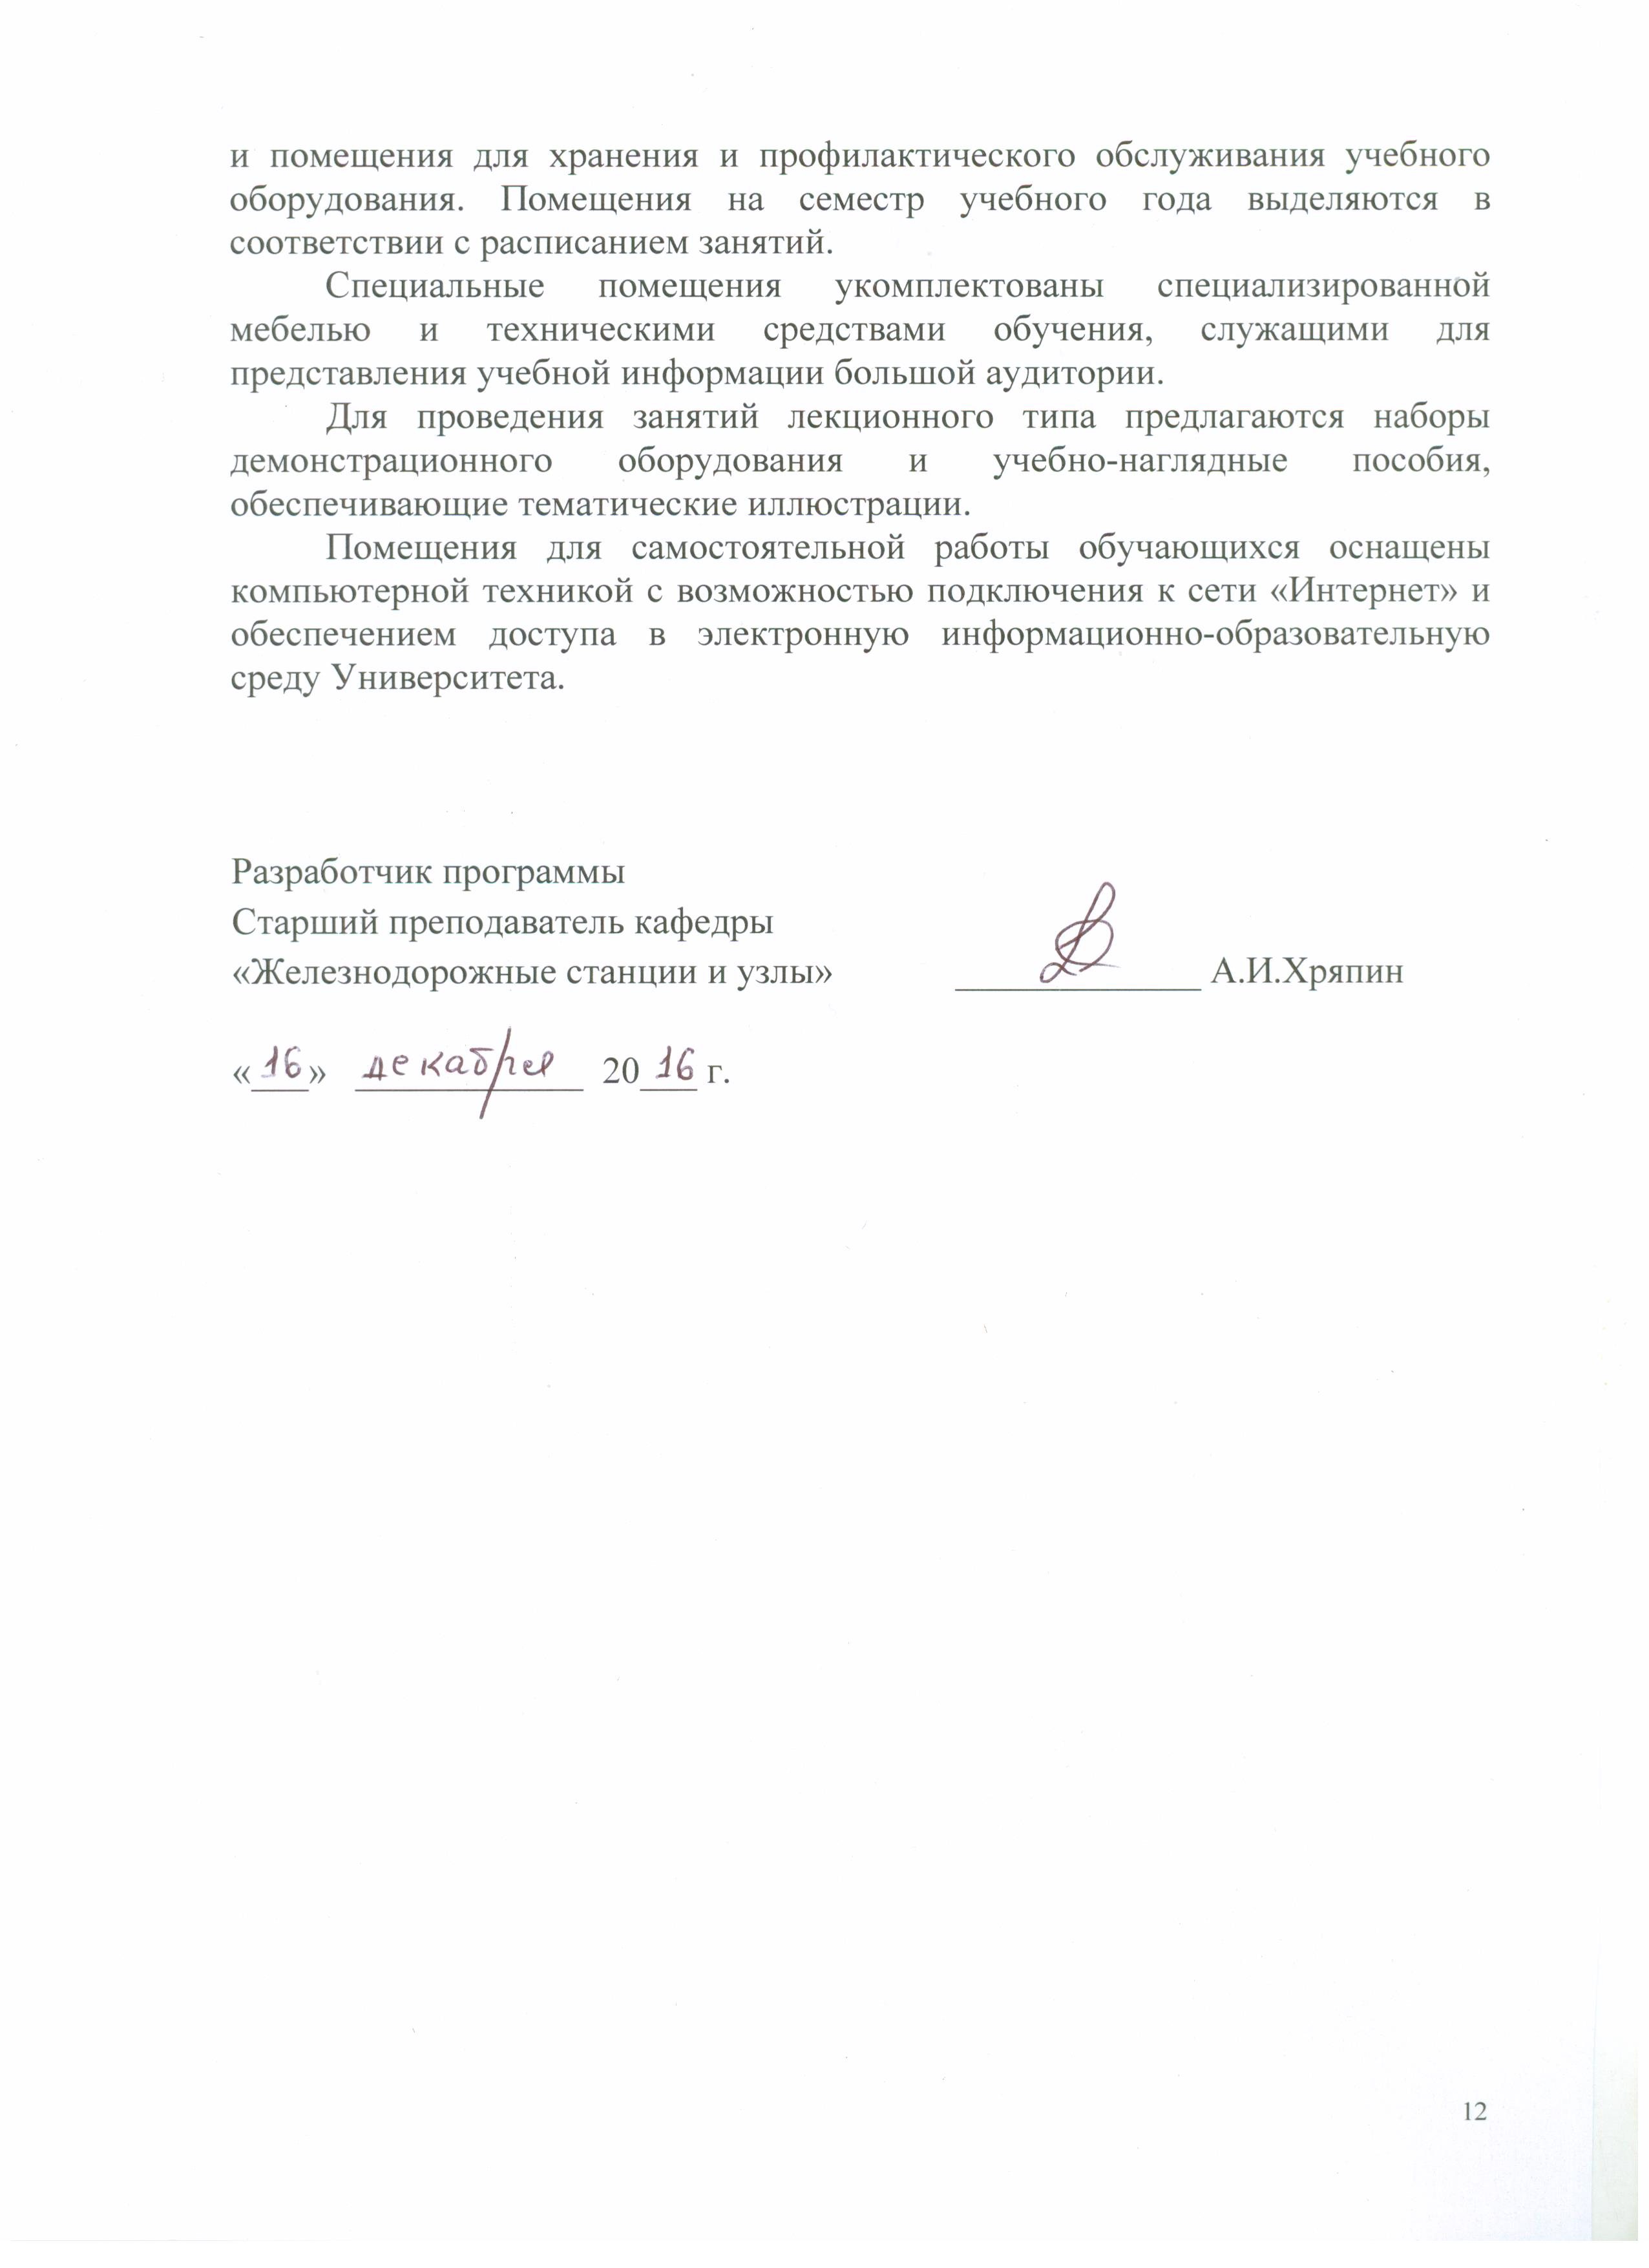 и помещения для хранения и профилактического обслуживания учебного
оборудования. Помещения на семестр учебного года выделяются в
соответствии с расписанием занятий.
Специальные помещения укомплектованы специализированной
мебелью и техническими средствами обучения, служащими для
представления учебной информации большой аудитории.
Для проведения занятий лекционного типа предлагаются наборы
демонстрационного оборудования и учебно-наглядные пособия,
обеспечивающие тематические иллюстрации.
Помещения для самостоятельной работы обучающихся оснащены
компьютерной техникой с возможностью подключения к сети «Интернет» и
обеспечением доступа в электронную информационно-образовательную
среду Университета.
Разработчик программы
Старший преподаватель кафедры
«Железнодорожные станции и узлы» А.И.Хряпин
«16» декабря 2016 г.
12